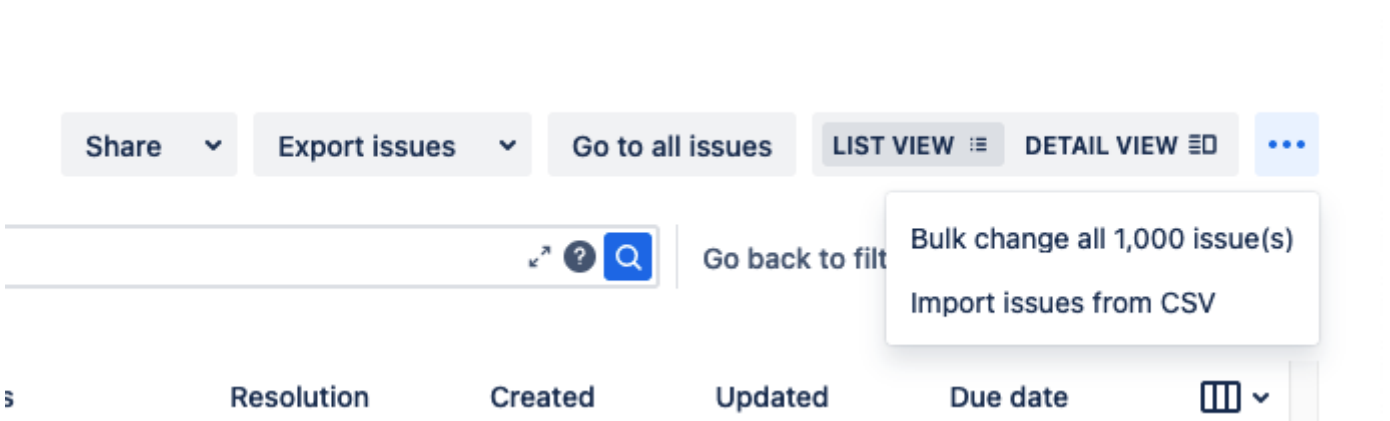 Share
Export issues
Go to all issues
LIST VIEW
DETAIL VIEW
Bulk change all 1,000 issue(s)
?
Go back to
Import issues from CSV
Resolution
Created
Updated
Due date